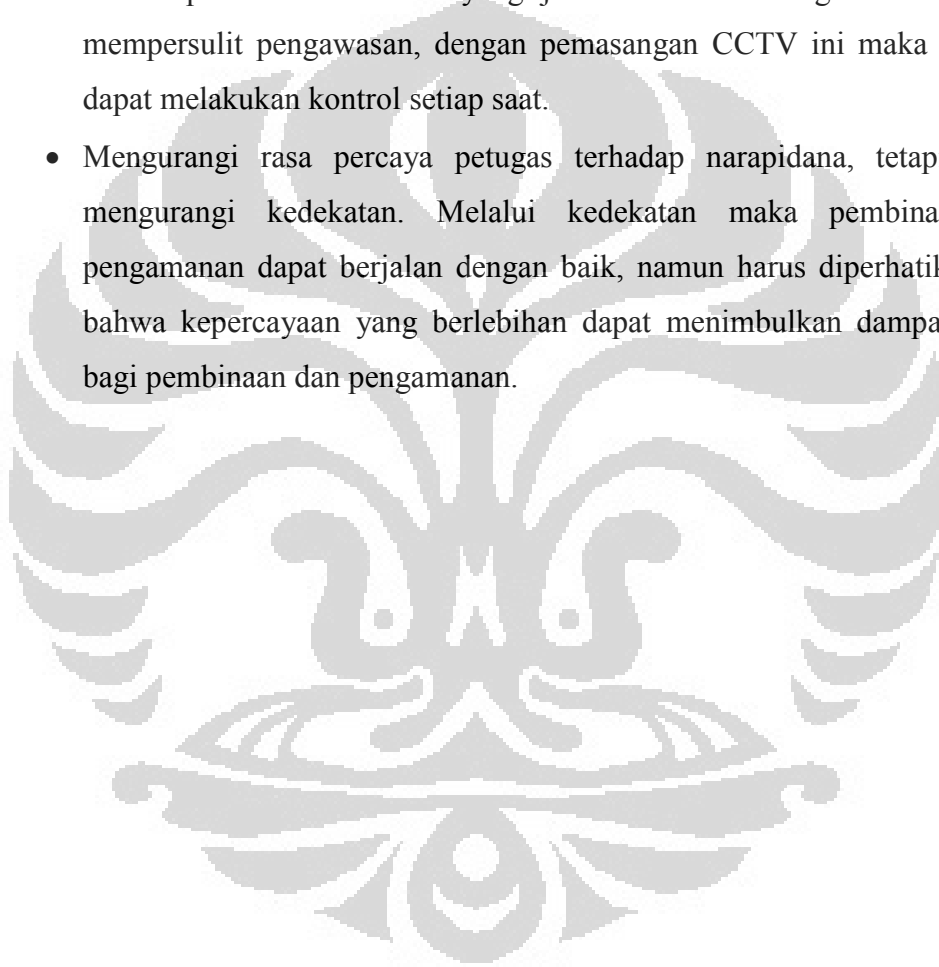 mempersulit pengawasan, dengan pemasangan CCTV ini maka
dapat melakukan kontrol setiap saat.
• Mengurangi rasa percaya petugas terhadap narapidana, tetap
mengurangi kedekatan. Melalui kedekatan maka pembina
pengamanan dapat berjalan dengan baik, namun harus diperhatik
bahwa kepercayaan yang berlebihan dapat menimbulkan dampa
bagi pembinaan dan pengamanan.